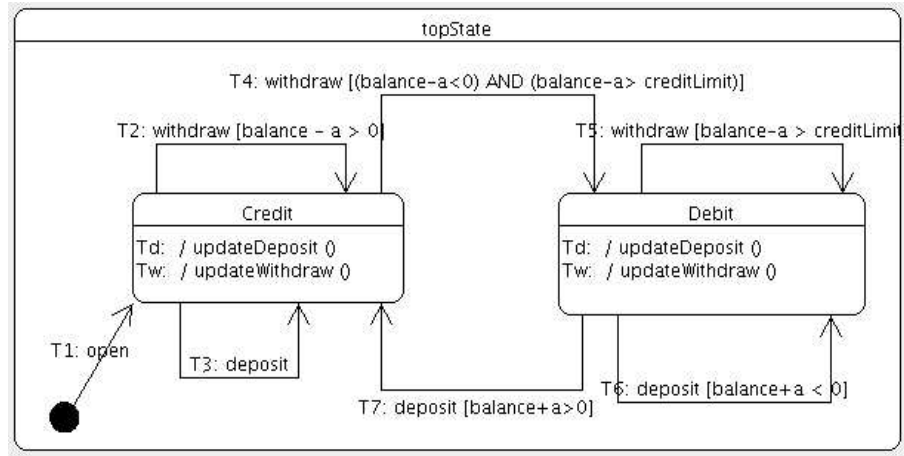 topState
T4: withdraw [(balance-a<0) AND (balance-a> creditLimit)]
T2: withdraw [balance - a > 0]
T5: withdraw [balance-a > creditLimit
Credit
Td: / updateDeposit ()
Tw: / updateWithdraw ()
Debit
Td: / updateDeposit ()
Tw: / updateWithdraw ()
T1: open
T3: deposit
T7: deposit [balance+a>0]
T6: deposit [balance+a < 0]